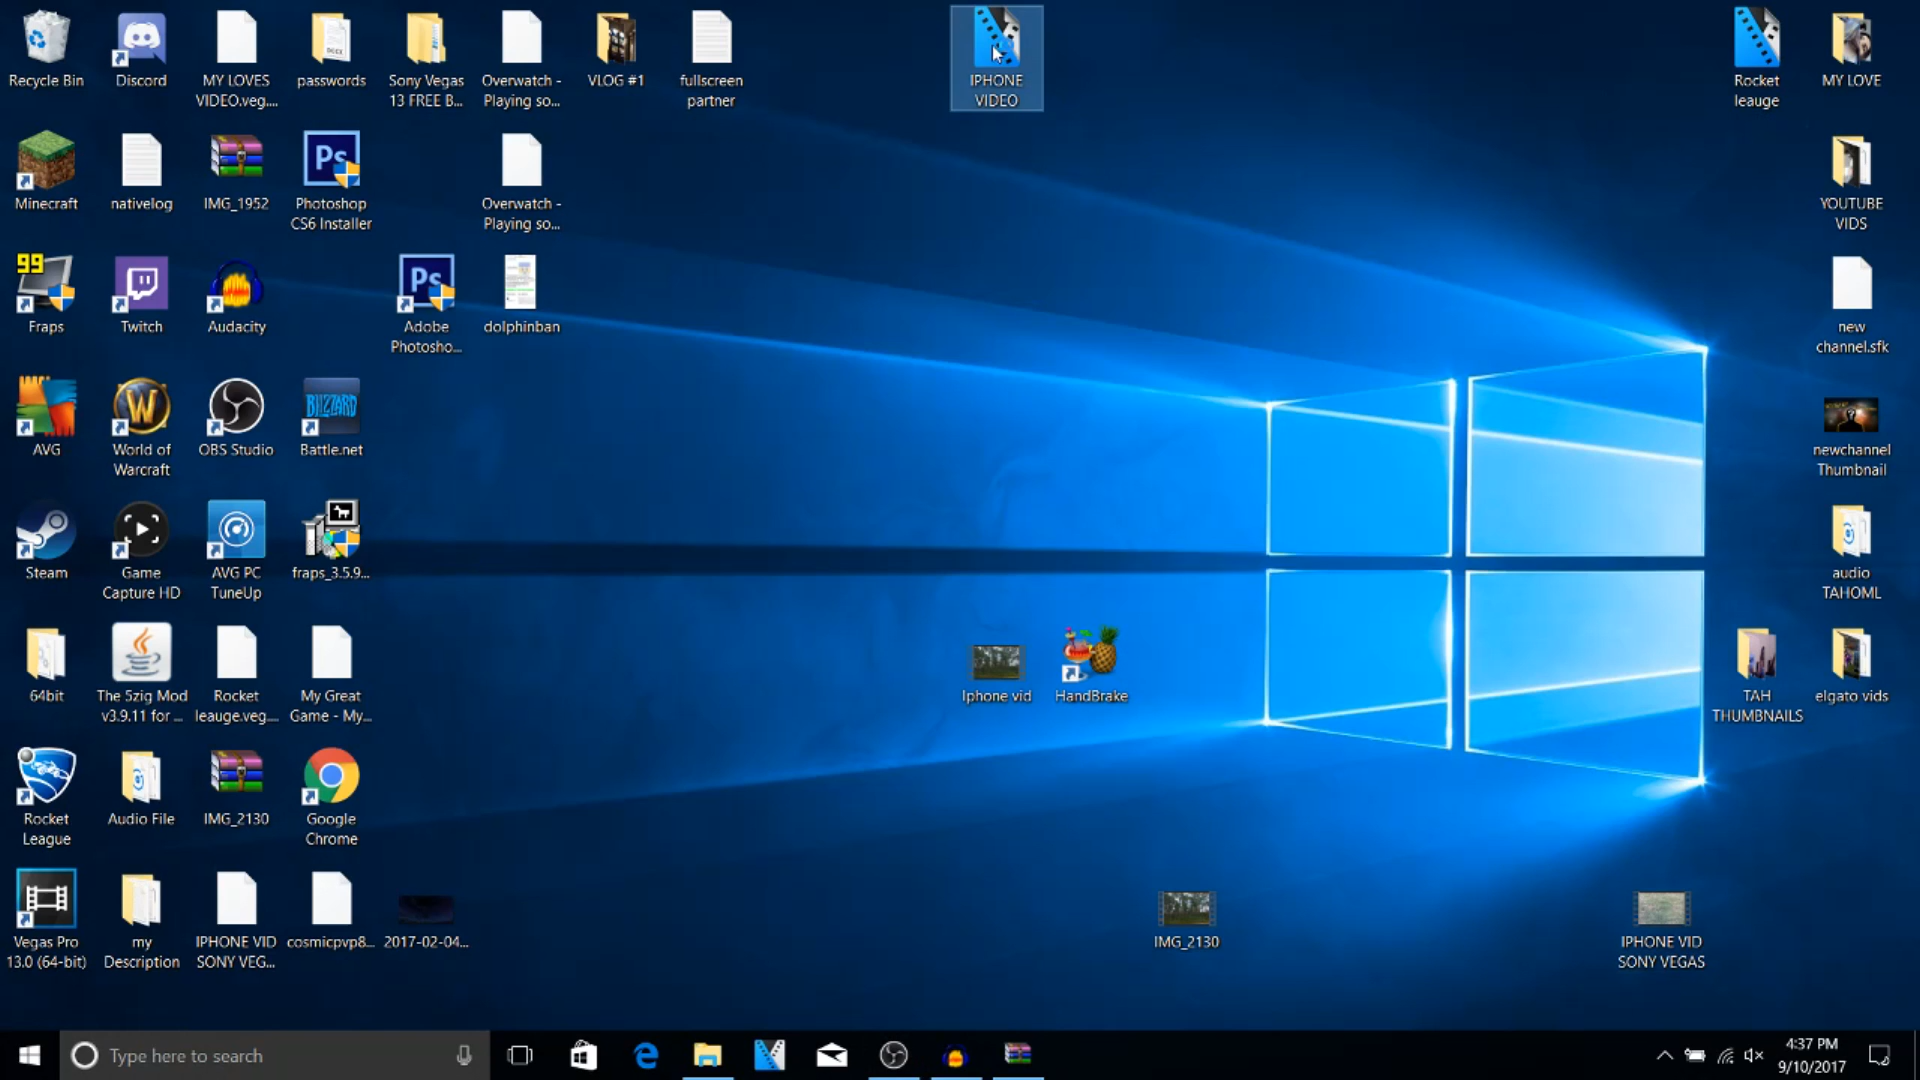 Recycle Bin
Discord
MY LOVES
VIDEO.veg....
passwords
Sony Vegas
13 FREE B...
Overwatch -
Playing so...
VLOG #1
fullscreen
partner
IPHONE
VIDEO
Rocket
leauge
MY LOVE
Minecraft
nativelog
IMG_1952
Ps
Photoshop
CS6 Installer
Overwatch -
Playing so...
YOUTUBE
VIDS
99
Fraps
Twitch
Audacity
Ps
Adobe
Photosho...
dolphinban
new
channel.sfk
AVG
World of
Warcraft
OBS Studio
BLIZZARD
Battle.net
newchannel
Thumbnail
Steam
Game
Capture HD
AVG PC
TuneUp
fraps_3.5.9...
audio
TAHOML
64bit
The 5zig Mod
v3.9.11 for ...
Rocket
leauge.veg....
My Great
Game - My...
Iphone vid
HandBrake
TAH
THUMBNAILS
elgato vids
Rocket
League
Audio File
IMG_2130
Google
Chrome
Vegas Pro
13.0 (64-bit)
my
Description
IPHONE VID
SONY VEG...
cosmicpvp8...
2017-02-04...
IMG_2130
IPHONE VID
SONY VEGAS
Type here to search
4:37 PM
9/10/2017